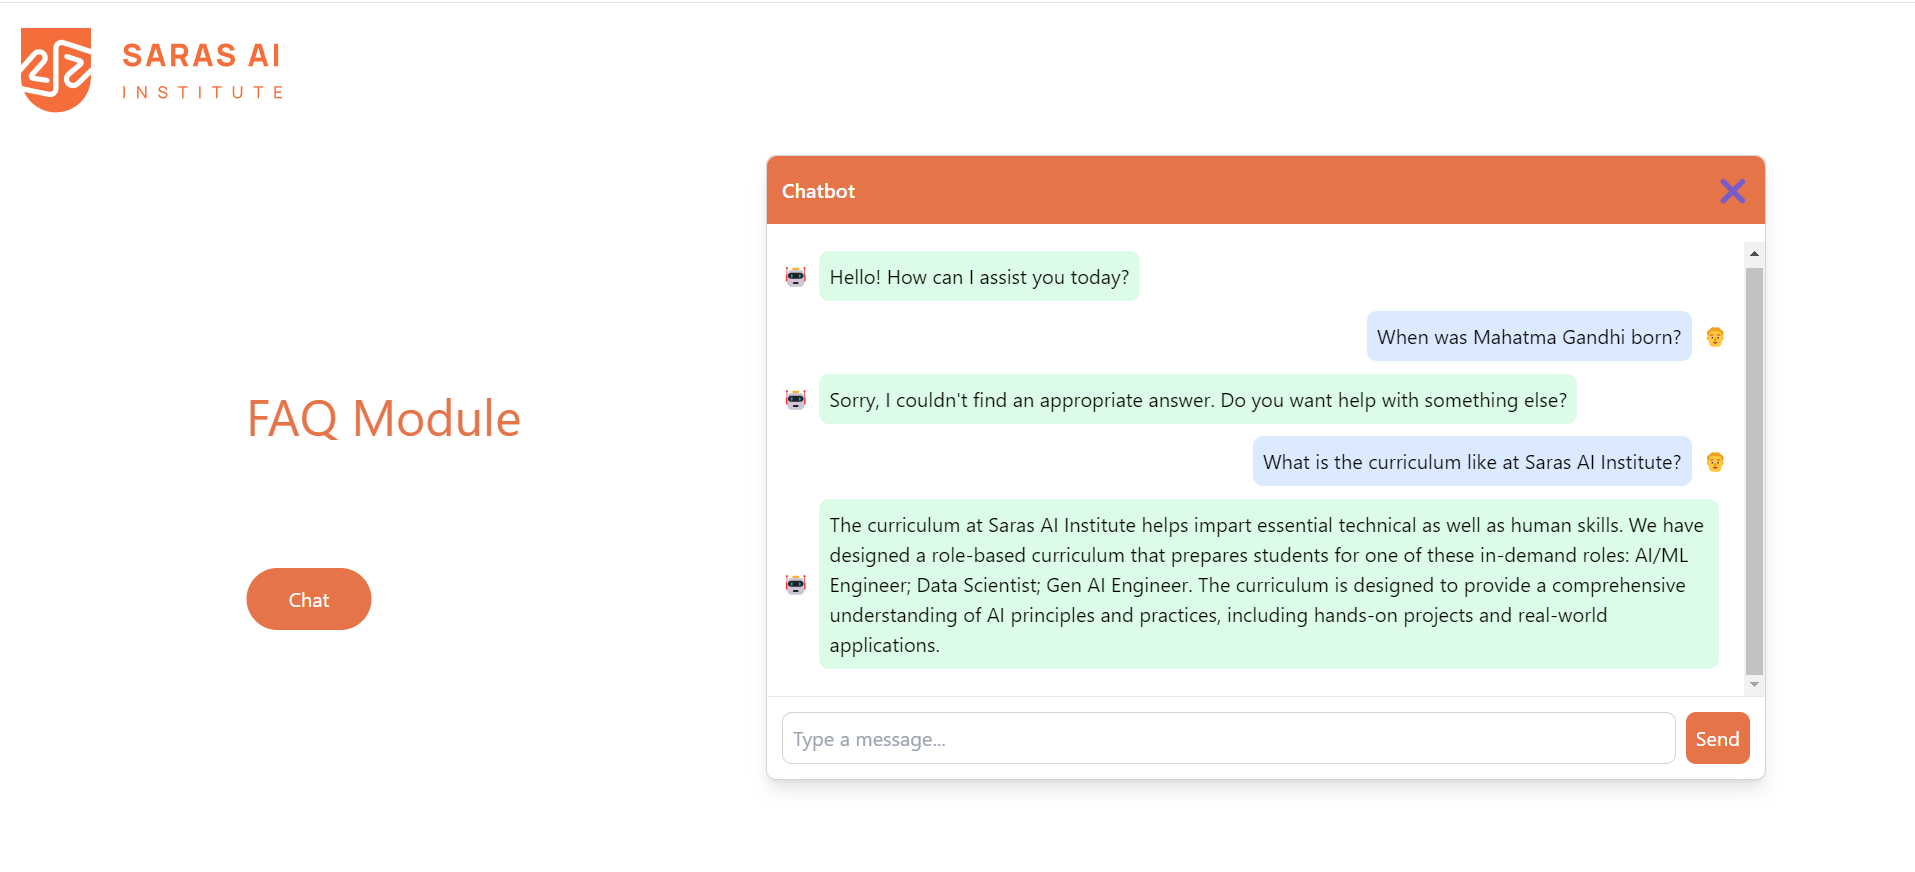 SARAS AI
INSTITUTE
FAQ Module
Chat
Chatbot
Hello! How can I assist you today?
When was Mahatma Gandhi born?
Sorry, I couldn't find an appropriate answer. Do you want help with something else?
What is the curriculum like at Saras AI Institute?
The curriculum at Saras AI Institute helps impart essential technical as well as human skills. We have
designed a role-based curriculum that prepares students for one of these in-demand roles: AI/ML
Engineer; Data Scientist; Gen AI Engineer. The curriculum is designed to provide a comprehensive
understanding of AI principles and practices, including hands-on projects and real-world
applications.
Type a message...
Send